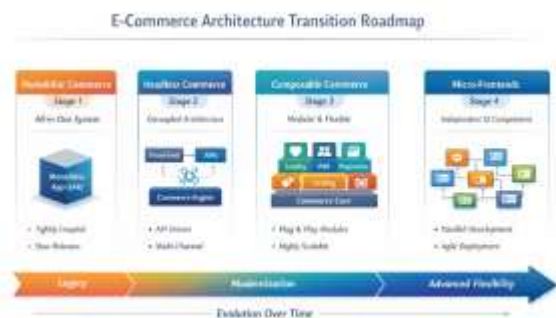 E-Commerce Architecture Transition Roadmap
Monolithic Commerce
Stage 1
All-in-One System
Monolithic
App (All)
• Tightly Coupled
• Slow Releases
Headless Commerce
Stage 2
Decoupled Architecture
Frontend
APIs
Commerce Engine
• API Driven
• Multi-Channel
Composable Commerce
Stage 3
Modular & Flexible
Commerce Core
• Plug & Play Modules
• Highly Scalable
Micro-Frontends
Stage 4
Independent UI Components
• Parallel Development
• Agile Deployment
Legacy
Modernization
Advanced Flexibility
Evolution Over Time